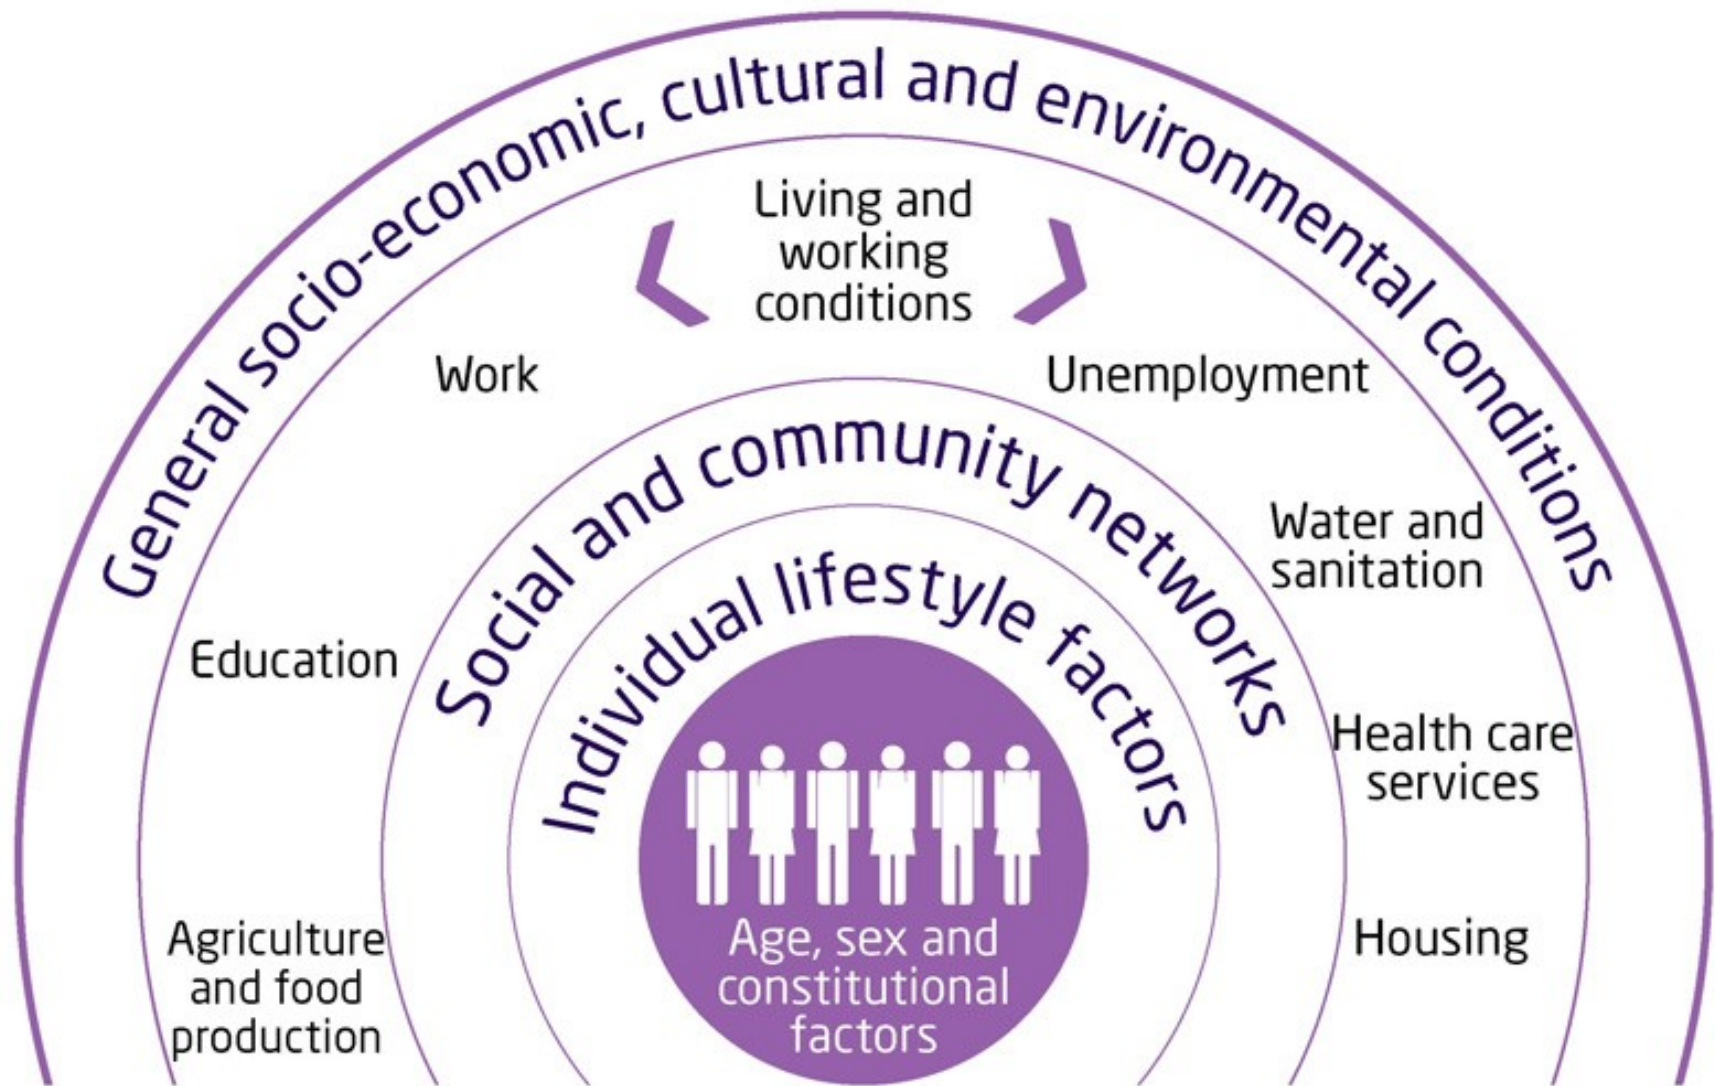 General socio-economic, cultural and environmental conditions
Living and
working
conditions
Work
Unemployment
Social and community networks
Water and
sanitation
Individual lifestyle factors
Education
Health care
services
Agriculture
and food
production
Housing
Age, sex and
constitutional
factors